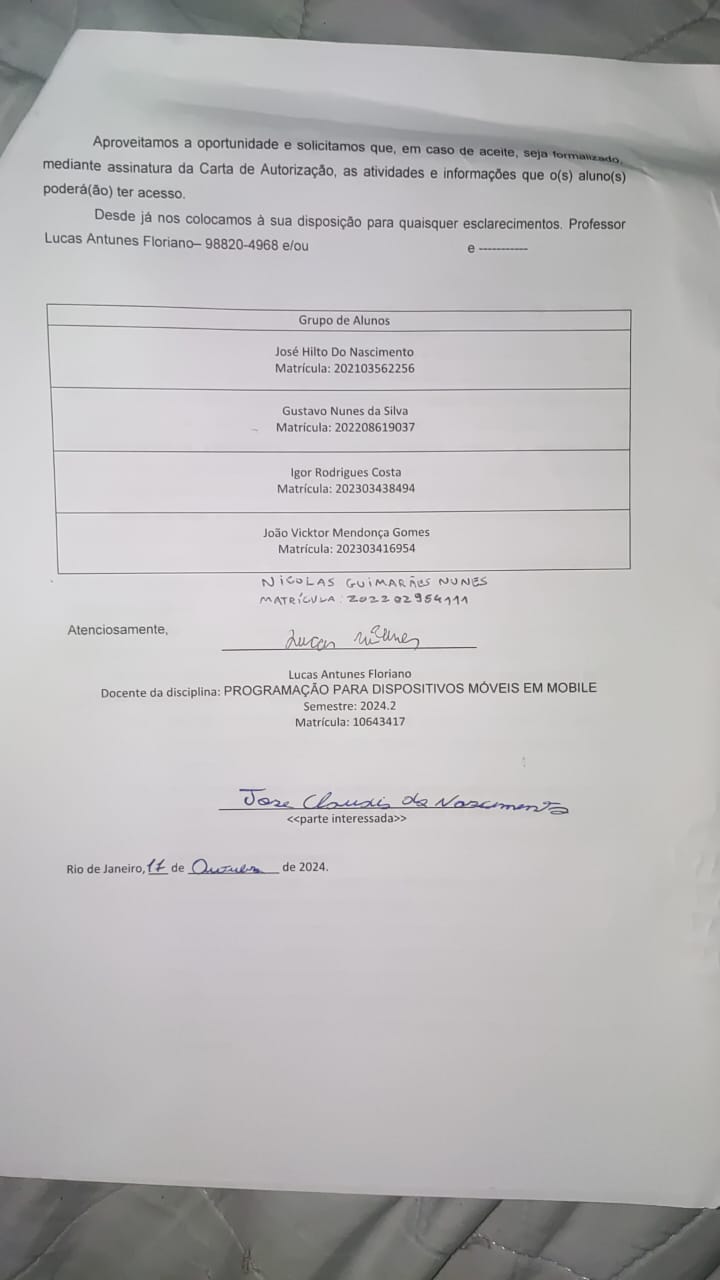 Aproveitamos a oportunidade e solicitamos que, em caso de aceite, seja formalizado,
mediante assinatura da Carta de Autorização, as atividades e informações que o(s) aluno(s)
poderá(ão) ter acesso.
Desde já nos colocamos à sua disposição para quaisquer esclarecimentos. Professor
Lucas Antunes Floriano– 98820-4968 e/ou e -----------
Grupo de Alunos
José Hilto Do Nascimento
Matrícula: 202103562256
Gustavo Nunes da Silva
Matrícula: 202208619037
Igor Rodrigues Costa
Matrícula: 202303438494
João Vicktor Mendonça Gomes
Matrícula: 202303416954
NICOLAS GUIMARÃES NUNES
MATRÍCULA: 202202954111
Atenciosamente,
Lucas
Lucas Antunes Floriano
Docente da disciplina: PROGRAMAÇÃO PARA DISPOSITIVOS MÓVEIS EM MOBILE
Semestre: 2024.2
Matrícula: 10643417
Jose Claudio do Nascimento
<<parte interessada>>
Rio de Janeiro, 17 de Outubro de 2024.